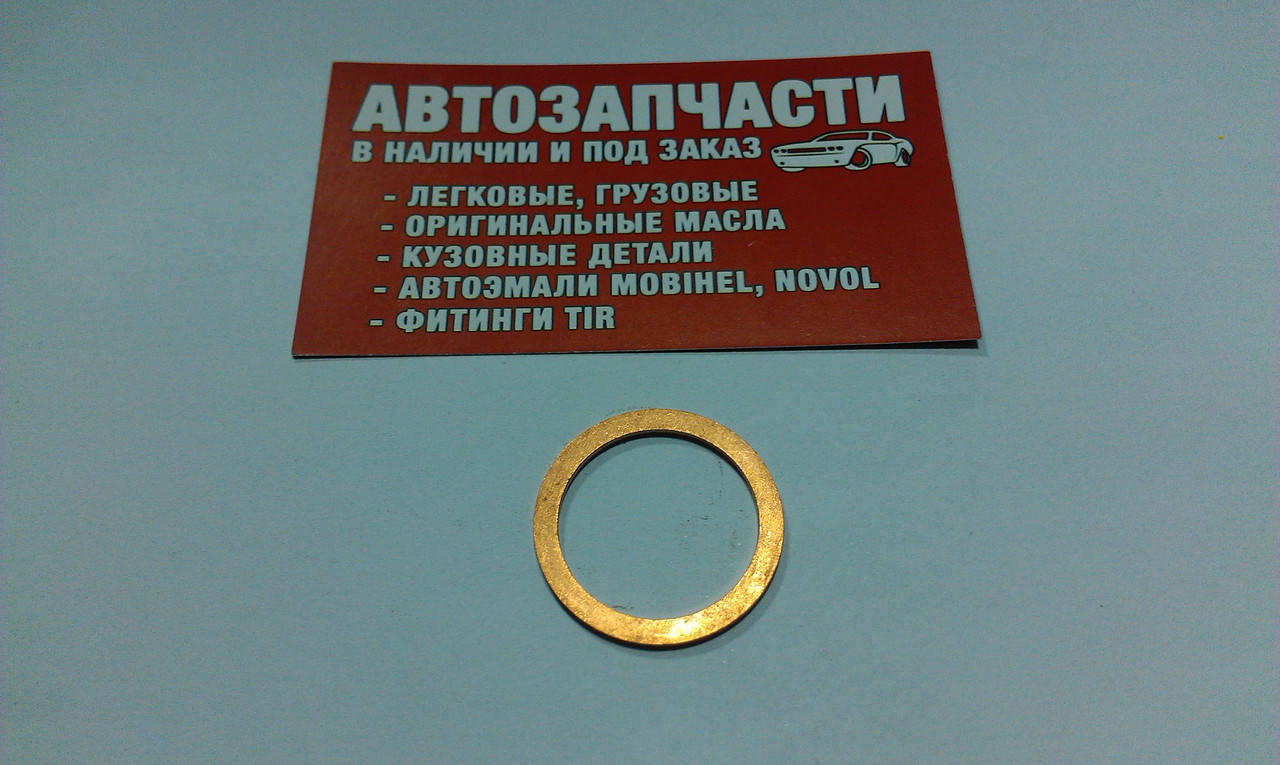 АВТОЗАПЧАСТИ
В НАЛИЧИИ И ПОД ЗАКАЗ
- ЛЕГКОВЫЕ, ГРУЗОВЫЕ
- ОРИГИНАЛЬНЫЕ МАСЛА
- КУЗОВНЫЕ ДЕТАЛИ
- АВТОЭМАЛИ MOBIHEL, NOVOL
- ФИТИНГИ TIR